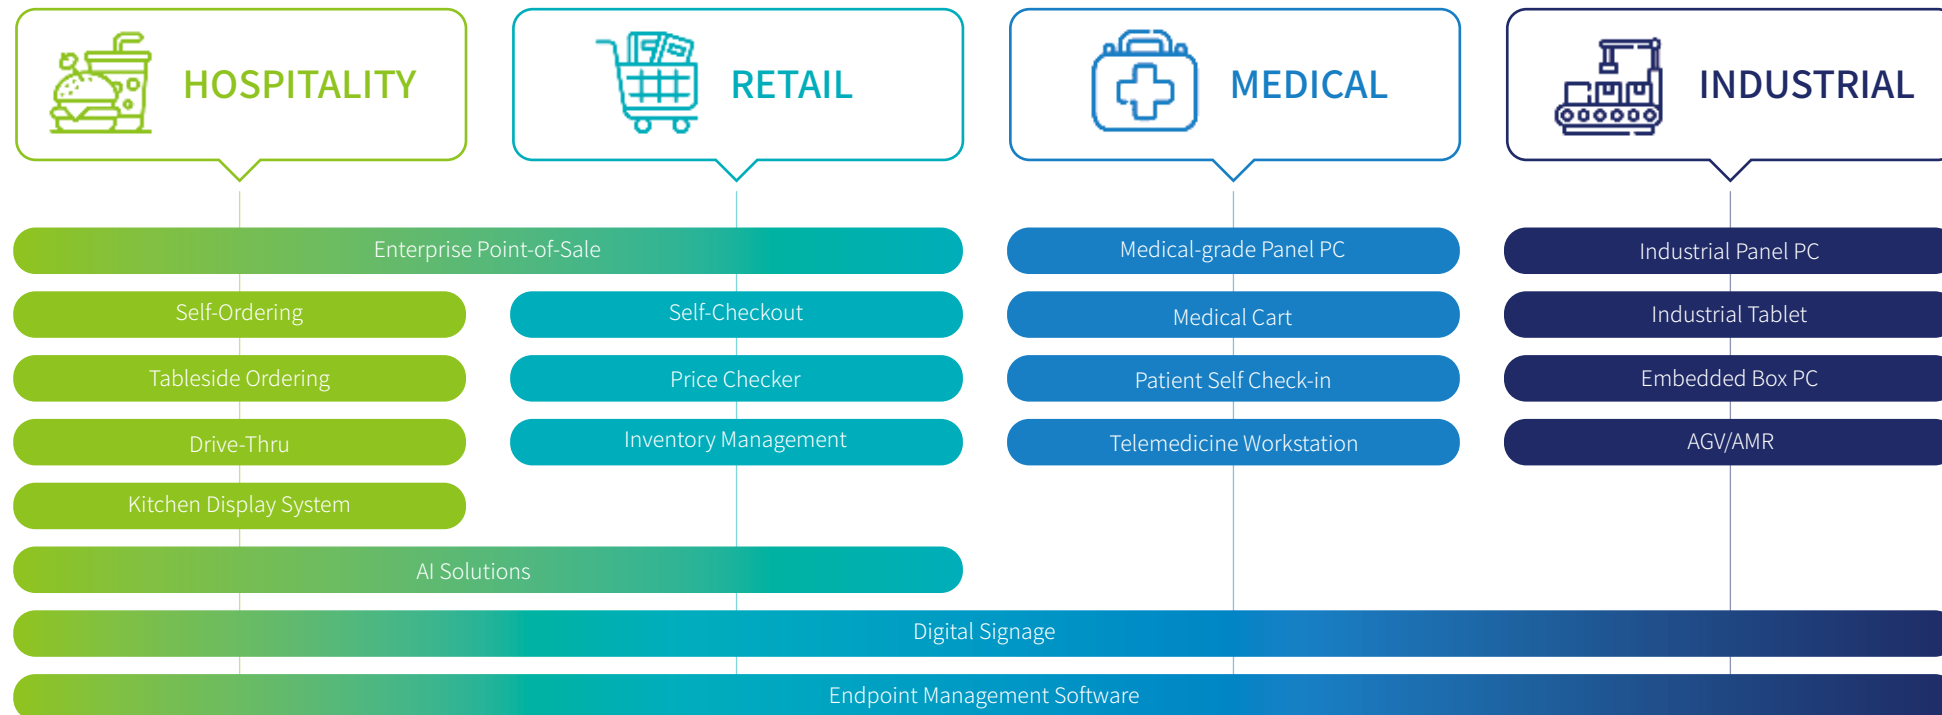 HOSPITALITY
RETAIL
MEDICAL
INDUSTRIAL
Enterprise Point-of-Sale
Medical-grade Panel PC
Industrial Panel PC
Self-Ordering
Self-Checkout
Medical Cart
Industrial Tablet
Tableside Ordering
Price Checker
Patient Self Check-in
Embedded Box PC
Drive-Thru
Inventory Management
Telemedicine Workstation
AGV/AMR
Kitchen Display System
AI Solutions
Digital Signage
Endpoint Management Software